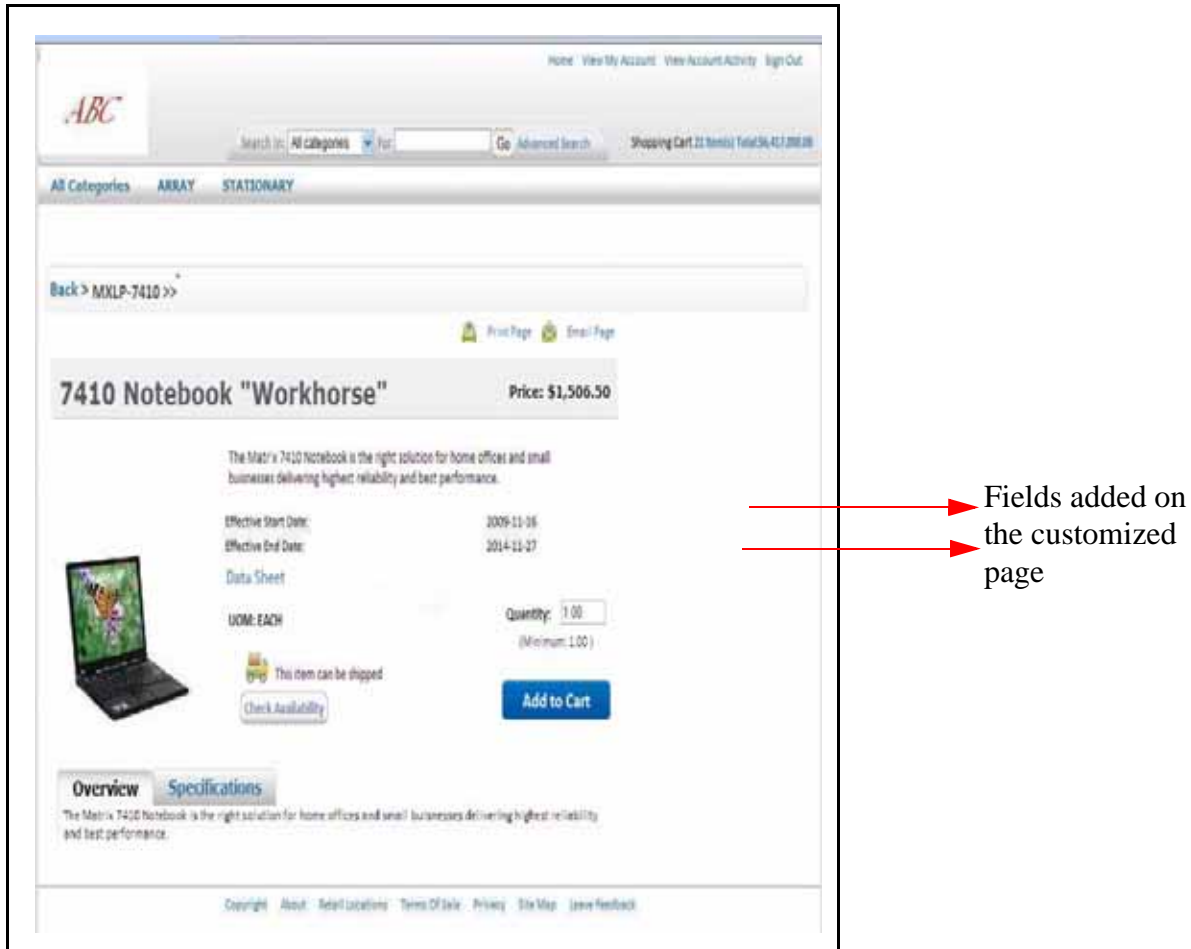 Home View My Account View Account Activity Sign Out
ABC
Search In: All categories For: Go Advanced Search Shopping Cart
All Categories ARRAY STATIONARY
Back > MXLP-7410 >>
Print Page Email Page
7410 Notebook "Workhorse" Price: $1,506.50
The Matrix 7410 Notebook is the right solution for home offices and small
businesses delivering highest reliability and best performance.
Effective Start Date: 2009-11-16
Effective End Date: 2014-11-27
Data Sheet
UOM: EACH Quantity: 1.00
(Minimum: 1.00 )
This item can be shipped
Check Availability Add to Cart
Fields added on
the customized
page
Overview Specifications
The Matrix 7410 Notebook is the right solution for home offices and small businesses delivering highest reliability
and best performance.
Copyright About Retail Locations Terms Of Sale Privacy Site Map Leave Feedback